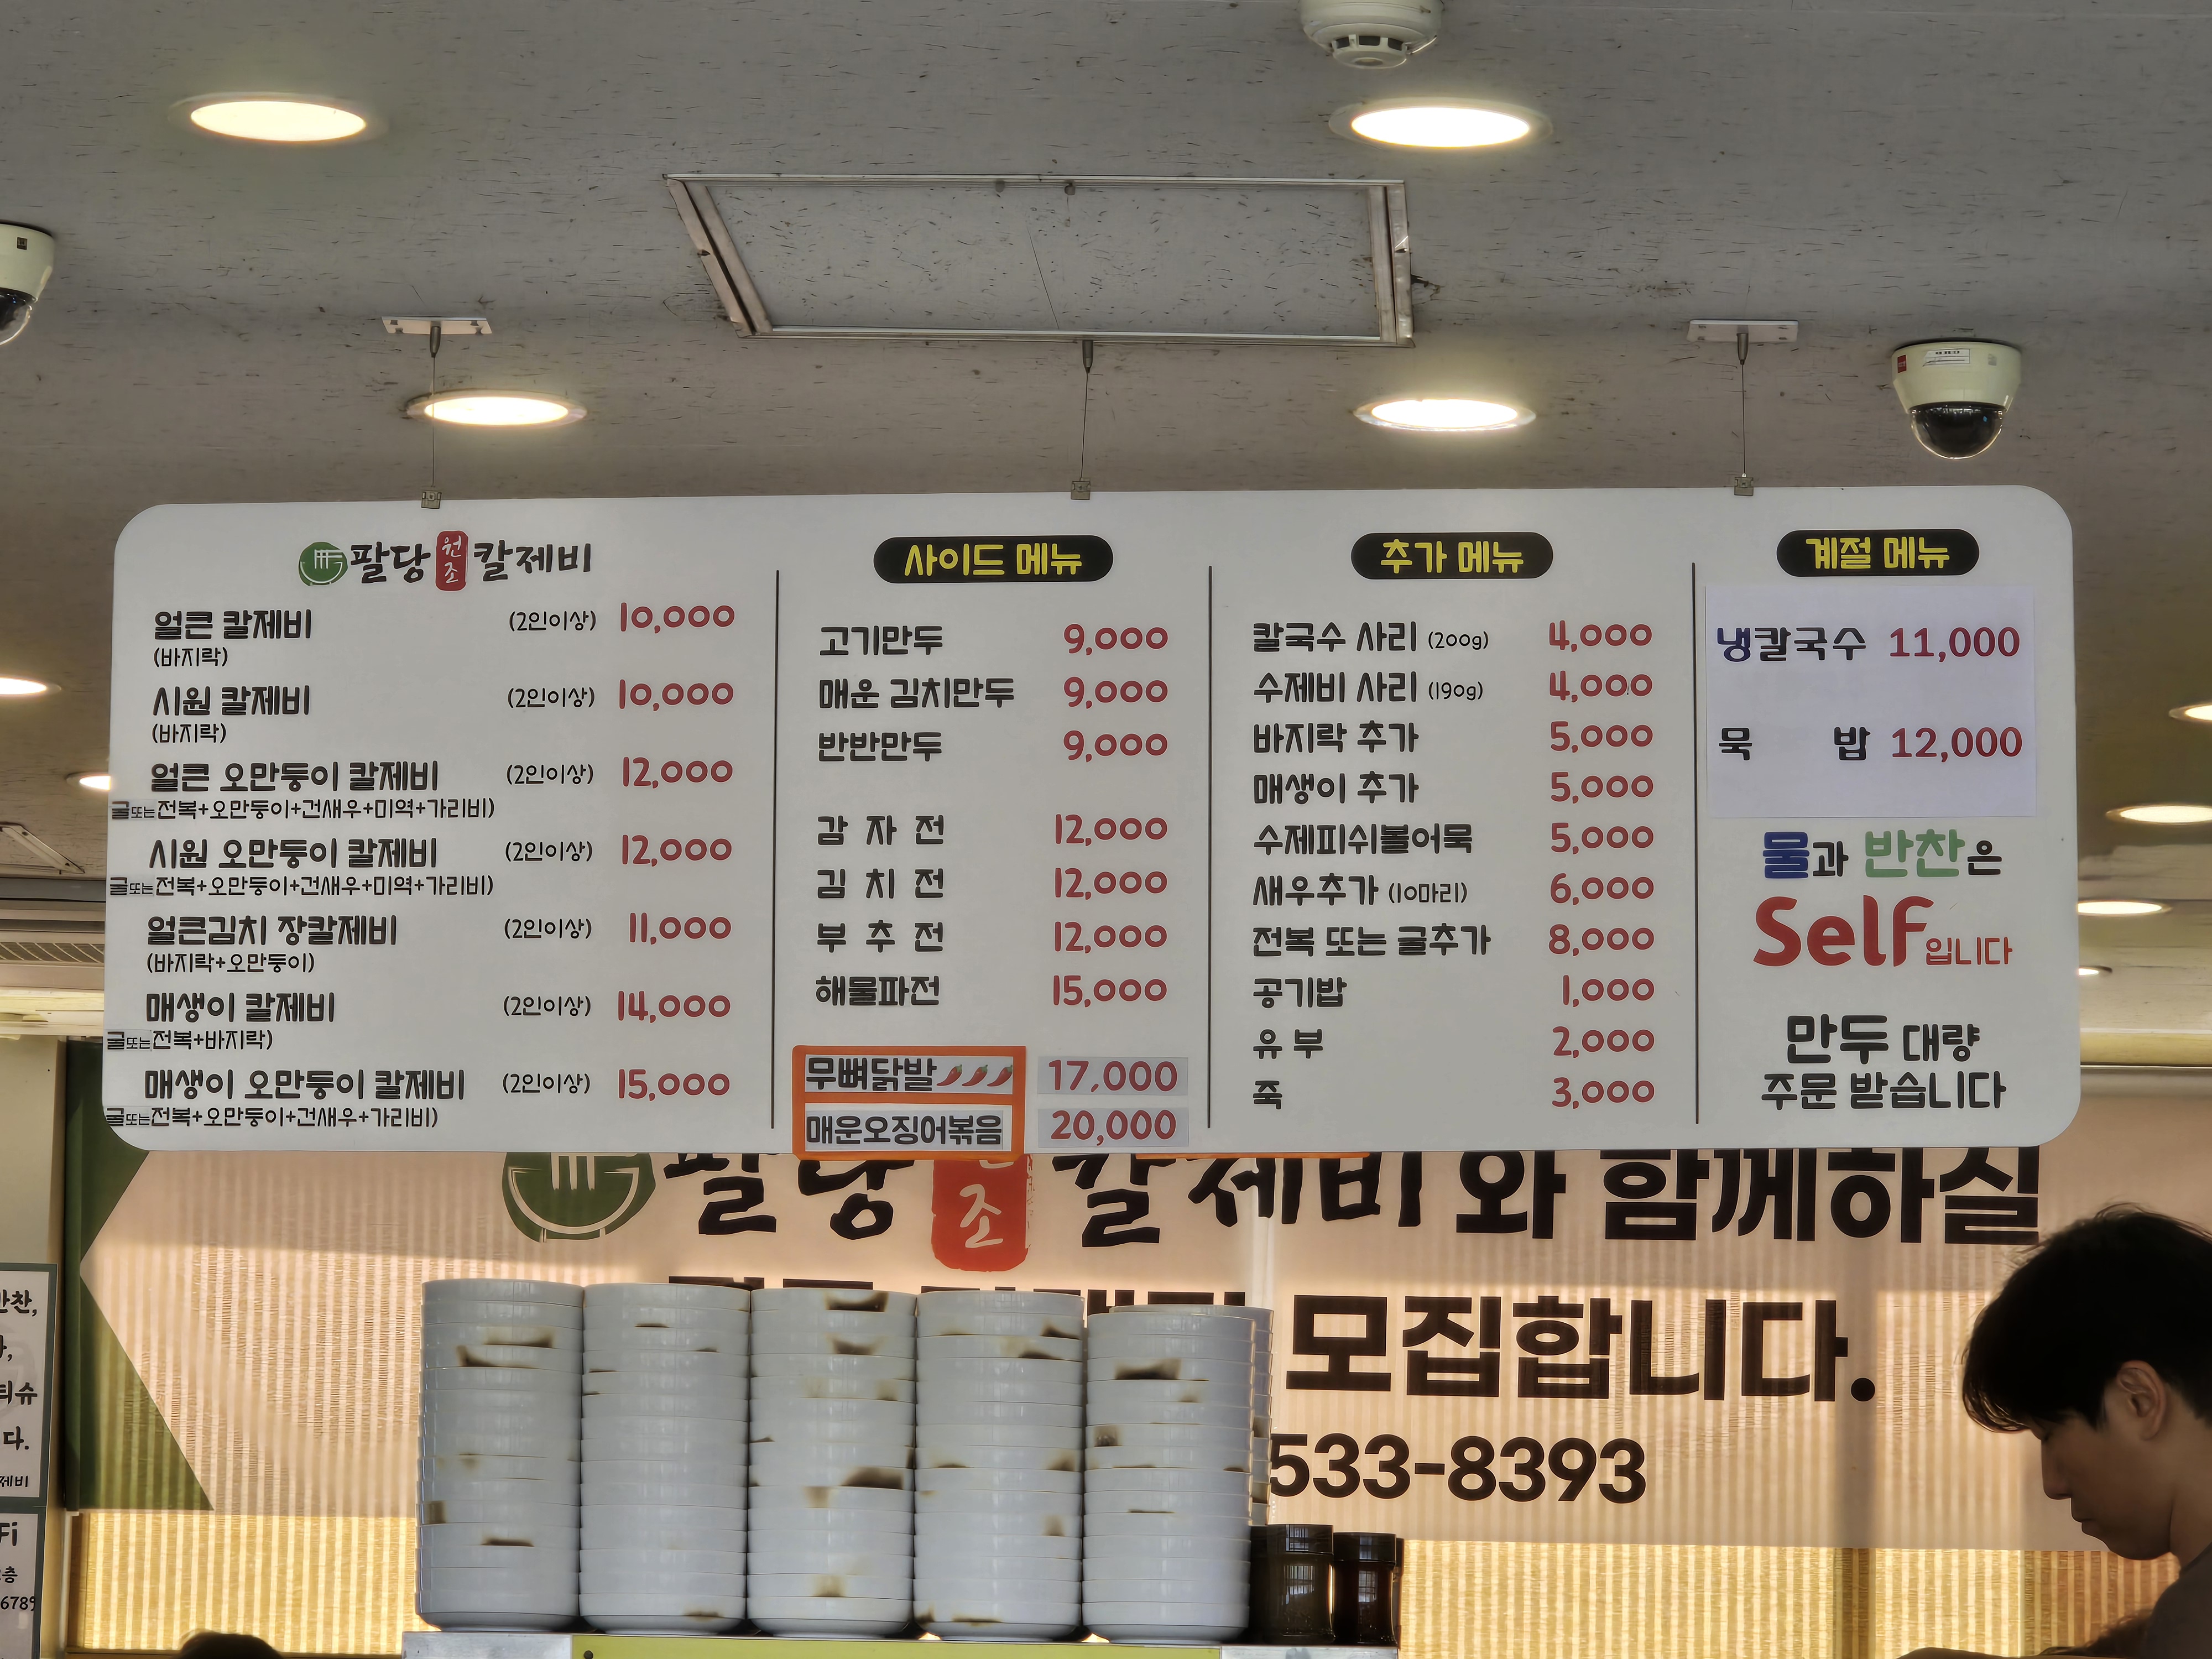 팔당 원조 칼제비
얼큰 칼제비 (2인이상) 10,000
(바지락)
시원 칼제비 (2인이상) 10,000
(바지락)
얼큰 오만둥이 칼제비 (2인이상) 12,000
굴또는전복+오만둥이+건새우+미역+가리비)
시원 오만둥이 칼제비 (2인이상) 12,000
굴또는전복+오만둥이+건새우+미역+가리비)
얼큰김치 장칼제비 (2인이상) 11,000
(바지락+오만둥이)
매생이 칼제비 (2인이상) 14,000
굴또는전복+바지락)
매생이 오만둥이 칼제비 (2인이상) 15,000
굴또는전복+오만둥이+건새우+가리비)
사이드 메뉴
고기만두 9,000
매운 김치만두 9,000
반반만두 9,000
감 자 전 12,000
김 치 전 12,000
부 추 전 12,000
해물파전 15,000
무뼈닭발 17,000
매운오징어볶음 20,000
추가 메뉴
칼국수 사리 (200g) 4,000
수제비 사리 (190g) 4,000
바지락 추가 5,000
매생이 추가 5,000
수제피쉬볼어묵 5,000
새우추가 (10마리) 6,000
전복 또는 굴추가 8,000
공기밥 1,000
유 부 2,000
죽 3,000
계절 메뉴
냉칼국수 11,000
묵 밥 12,000
물과 반찬은
Self입니다
만두 대량
주문 받습니다
팔당 원조 칼제비와 함께하실
모집합니다.
533-8393
티슈
다.
제비
Fi
층
678